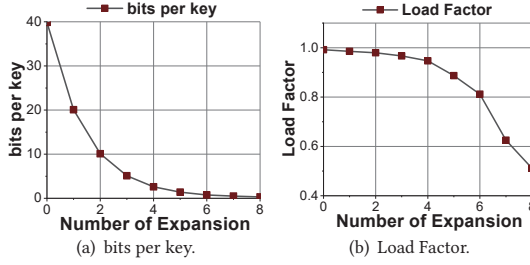 bits per key
40
30
20
10
0
bits per key
0 2 4 6 8
Number of Expansion
(a) bits per key.
Load Factor
1.0
0.8
0.6
0.4
Load Factor
0 2 4 6 8
Number of Expansion
(b) Load Factor.